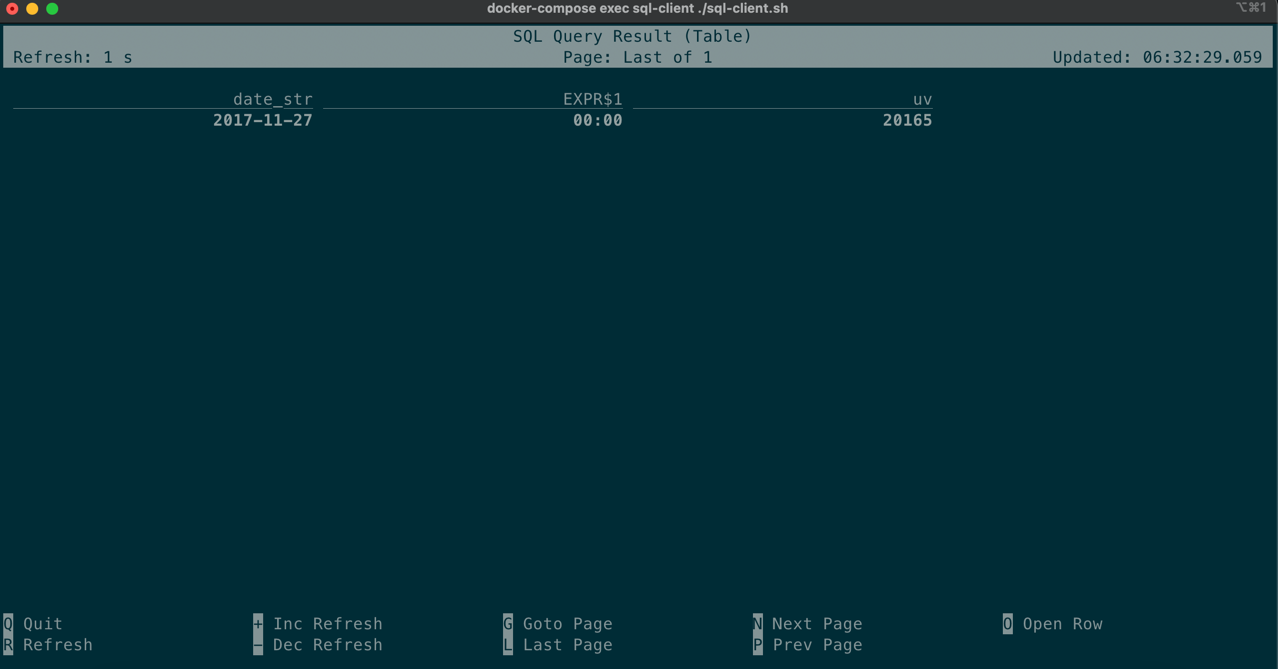 docker-compose exec sql-client ./sql-client.sh ⌥⌘1
SQL Query Result (Table)
Refresh: 1 s Page: Last of 1 Updated: 06:32:29.059
date_str EXPR$1 uv
2017-11-27 00:00 20165
Q Quit + Inc Refresh G Goto Page N Next Page O Open Row
R Refresh - Dec Refresh L Last Page P Prev Page